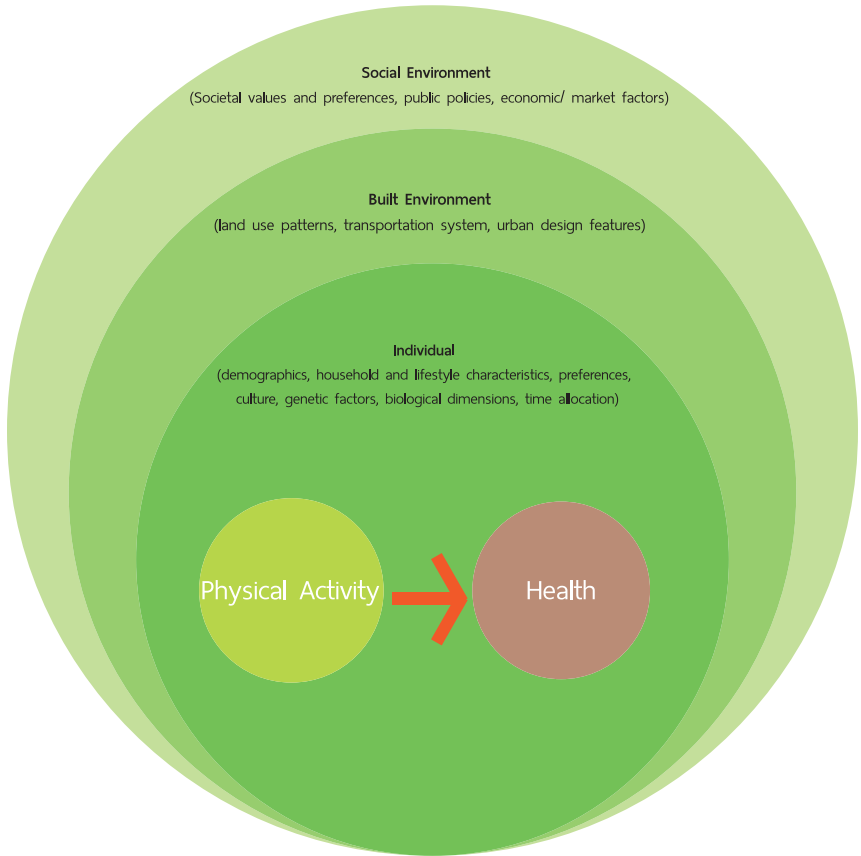 Social Environment
(Societal values and preferences, public policies, economic/ market factors)
Built Environment
(land use patterns, transportation system, urban design features)
Individual
(demographics, household and lifestyle characteristics, preferences,
culture, genetic factors, biological dimensions, time allocation)
Physical Activity
Health